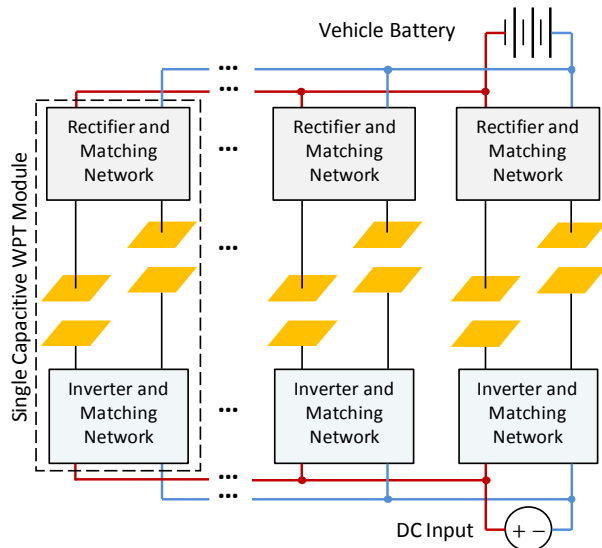 Vehicle Battery
...
...
Rectifier and
Matching
Network
...
Rectifier and
Matching
Network
Rectifier and
Matching
Network
Single Capacitive WPT Module
...
Inverter and
Matching
Network
...
Inverter and
Matching
Network
Inverter and
Matching
Network
...
...
DC Input
+ −